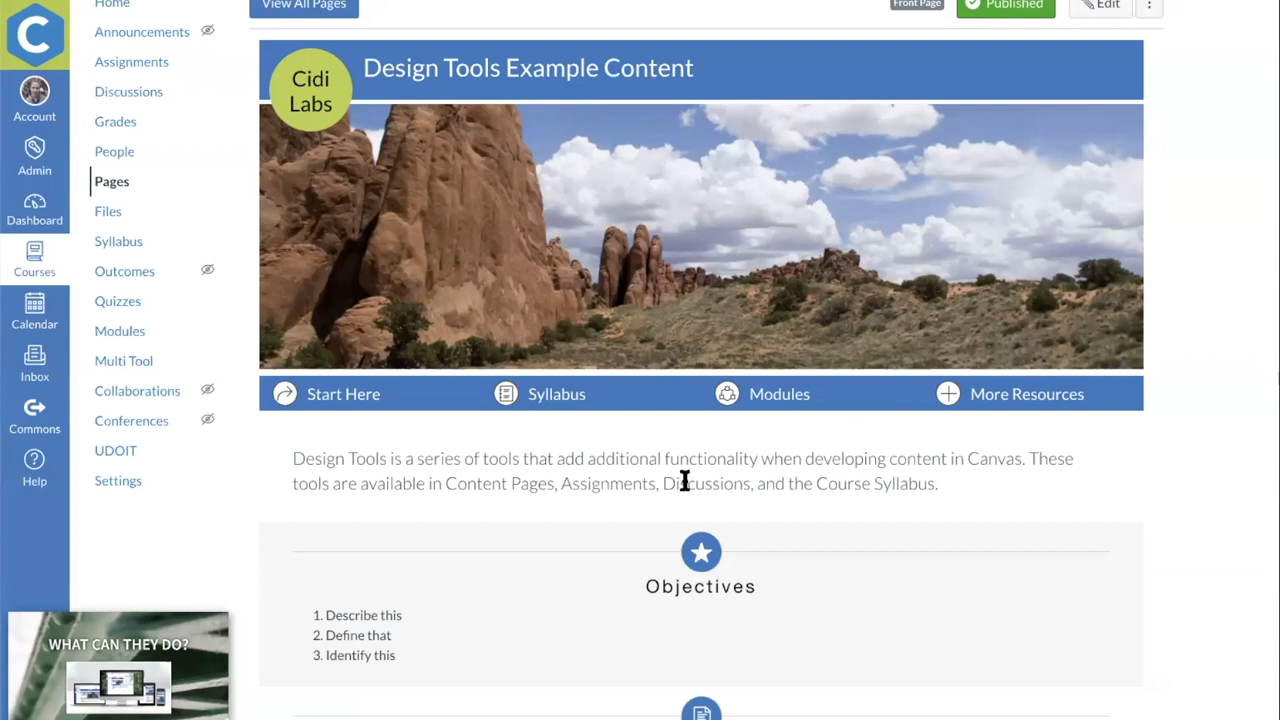 View All Pages
Front Page
Published
Edit
Home
Announcements
Assignments
Discussions
Grades
People
Pages
Files
Syllabus
Outcomes
Quizzes
Modules
Multi Tool
Collaborations
Conferences
UDOIT
Settings
C
Account
Admin
Dashboard
Courses
Calendar
Inbox
Commons
Help
Cidi
Labs
Design Tools Example Content
Start Here
Syllabus
Modules
More Resources
Design Tools is a series of tools that add additional functionality when developing content in Canvas. These
tools are available in Content Pages, Assignments, Discussions, and the Course Syllabus.
Objectives
1. Describe this
2. Define that
3. Identify this
WHAT CAN THEY DO?